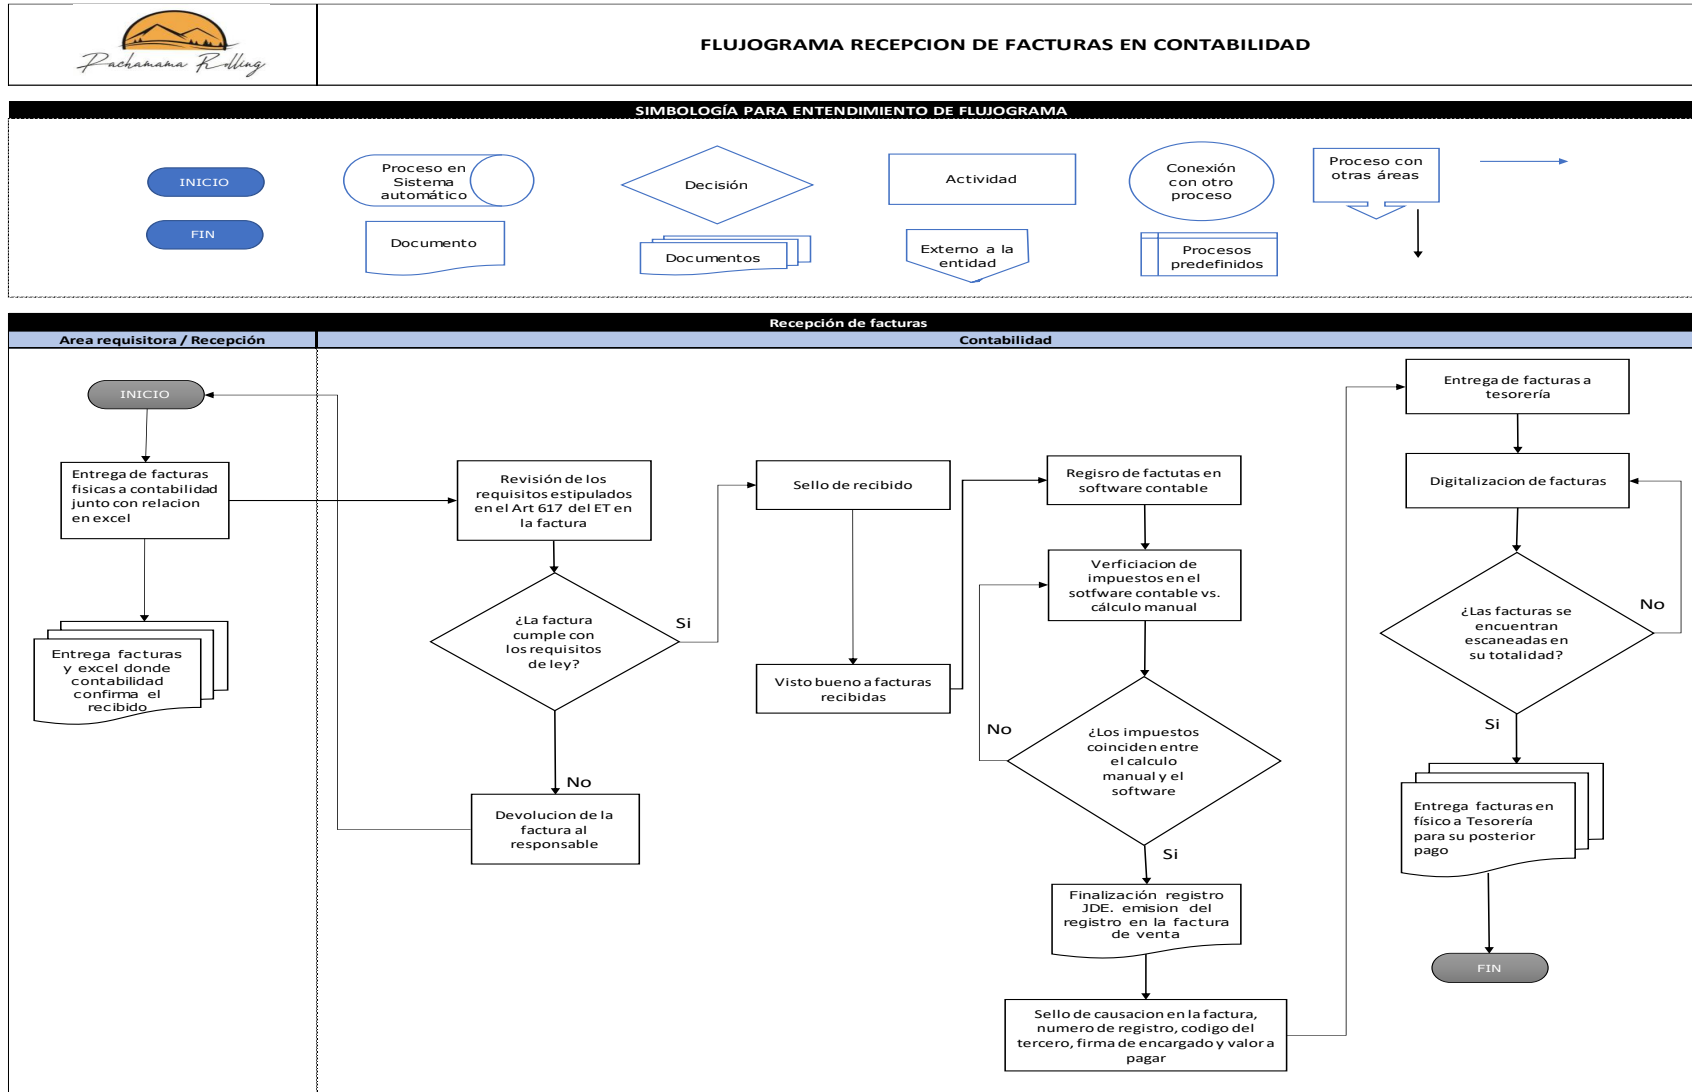 Pachamama Rolling
FLUJOGRAMA RECEPCION DE FACTURAS EN CONTABILIDAD
SIMBOLOGÍA PARA ENTENDIMIENTO DE FLUJOGRAMA
INICIO
Proceso en
Sistema
automático
Decisión
Actividad
Conexión
con otro
proceso
Proceso con
otras áreas
FIN
Documento
Documentos
Externo a la
entidad
Procesos
predefinidos
Recepción de facturas
Area requisitora / Recepción
Contabilidad
INICIO
Entrega de facturas
fisicas a contabilidad
junto con relacion
en excel
Entrega facturas
y excel donde
contabilidad
confirma el
recibido
Revisión de los
requisitos estipulados
en el Art 617 del ET en
la factura
¿La factura
cumple con
los requisitos
de ley?
Si
No
Devolucion de la
factura al
responsable
Sello de recibido
Visto bueno a facturas
recibidas
Regisro de factutas en
software contable
Verficiacion de
impuestos en el
sotfware contable vs.
cálculo manual
No
¿Los impuestos
coinciden entre
el calculo
manual y el
software
Si
Finalización registro
JDE. emision del
registro en la factura
de venta
Sello de causacion en la factura,
numero de registro, codigo del
tercero, firma de encargado y valor a
pagar
Entrega de facturas a
tesorería
Digitalizacion de facturas
¿Las facturas se
encuentran
escaneadas en
su totalidad?
No
Si
Entrega facturas en
físico a Tesorería
para su posterior
pago
FIN